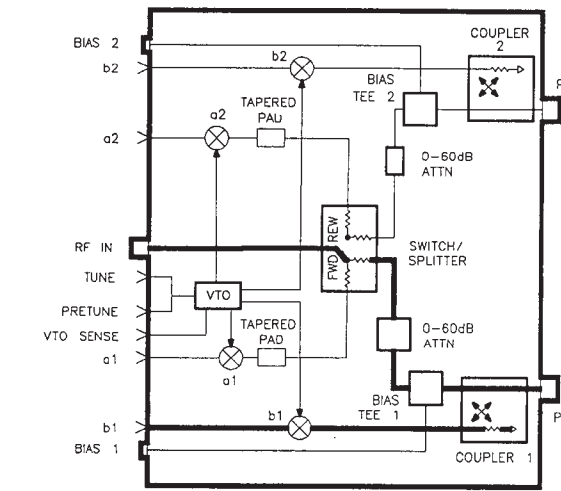 COUPLER
2
BIAS 2
b2
b2
BIAS
TEE 2
P
TAPERED
PAD
a2
a2
0-60dB
ATTN
REW
RF IN
SWITCH/
SPLITTER
FWD
TUNE
VTO
PRETUNE
VTO SENSE
TAPERED
PAD
0-60dB
ATTN
a1
a1
BIAS
TEE 1
b1
b1
P
BIAS 1
COUPLER 1